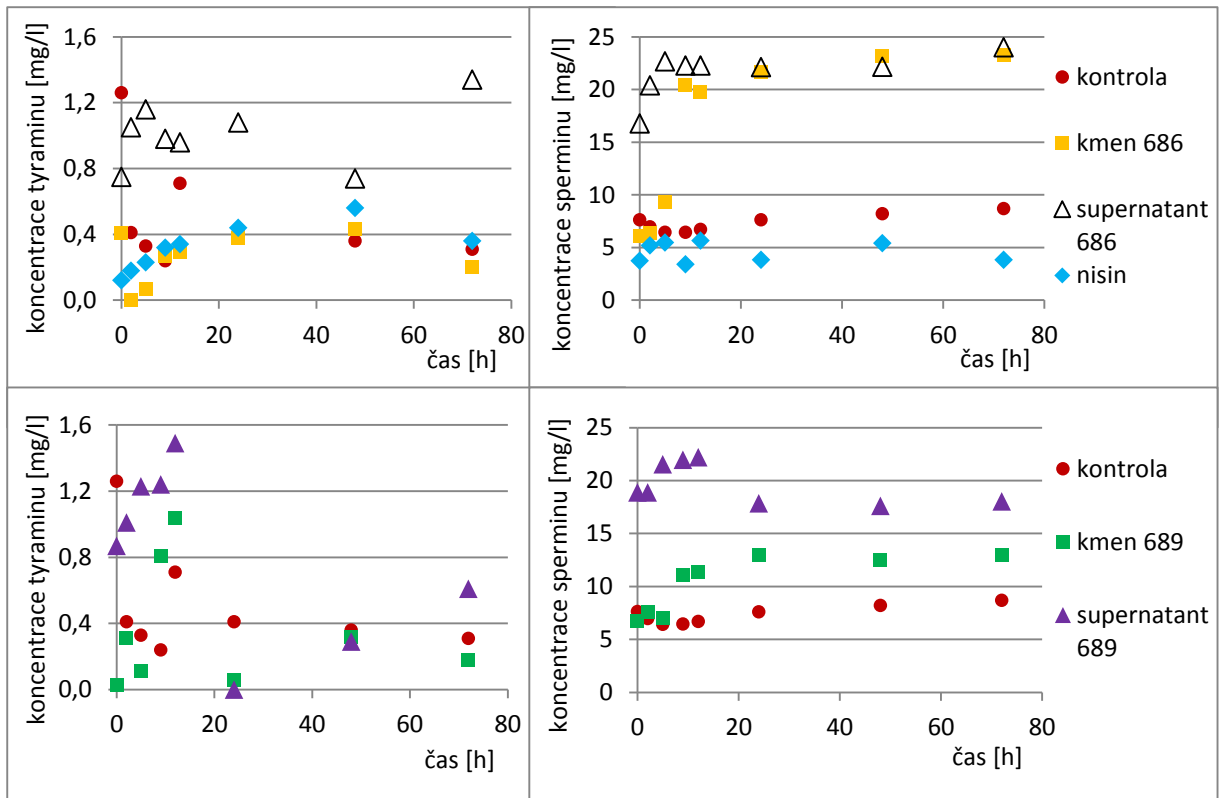 koncentrace tyraminu [mg/l]
1,6
1,2
0,8
0,4
0,0
0 20 40 60 80
čas [h]
koncentrace sperminu [mg/l]
25
20
15
10
5
0
0 20 40 60 80
čas [h]
kontrola
kmen 686
supernatant
686
nisin
koncentrace tyraminu [mg/l]
1,6
1,2
0,8
0,4
0,0
0 20 40 60 80
čas [h]
koncentrace sperminu [mg/l]
25
20
15
10
5
0
0 20 40 60 80
čas [h]
kontrola
kmen 689
supernatant
689